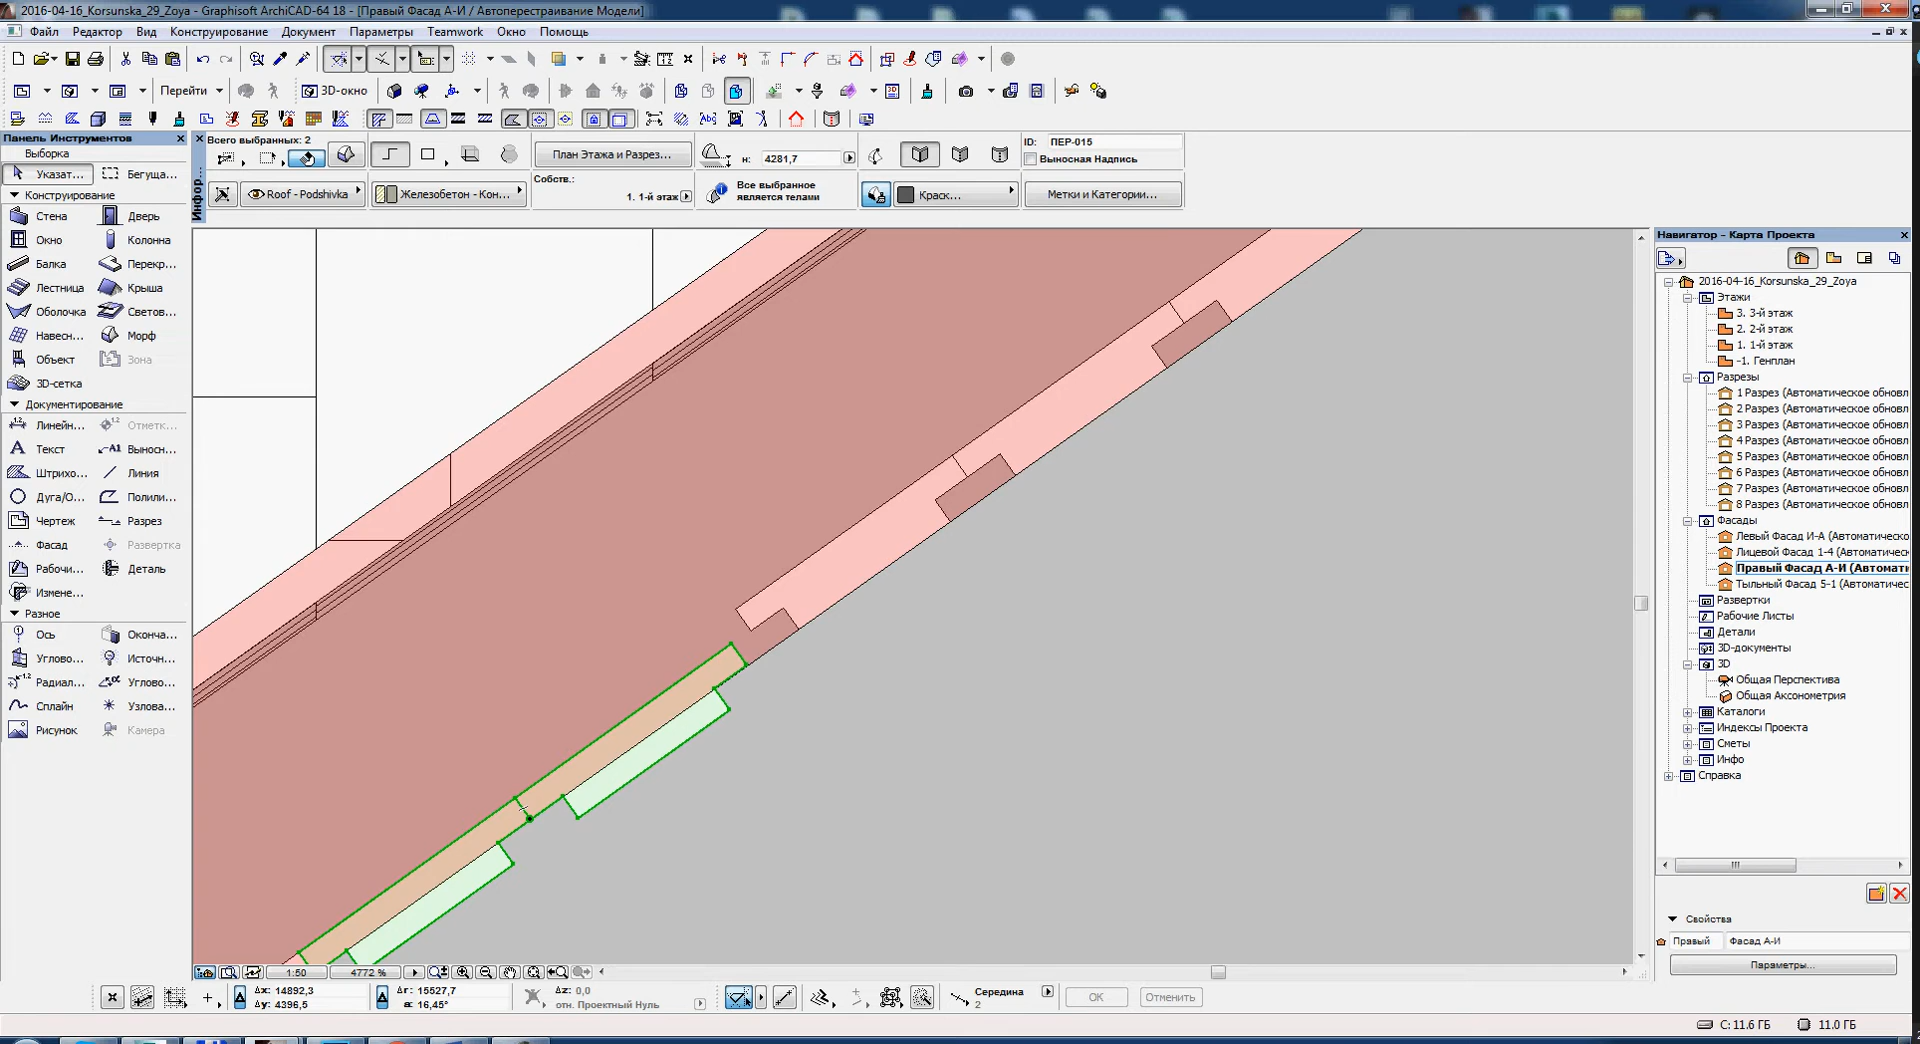 2016-04-16_Korsunska_29_Zoya - Graphisoft ArchiCAD-64 18 - [Правый Фасад А-И / Автоперестраивание Модели]
Файл Редактор Вид Конструирование Документ Параметры Teamwork Окно Помощь
Перейти 3D-окно
Панель Инструментов
Выборка
Указат... Бегуща...
Конструирование
Стена Дверь
Окно Колонна
Балка Перекр...
Лестница Крыша
Оболочка Светов...
Навесн... Морф
Объект Зона
3D-сетка
Документирование
Линейн... Отметк...
Текст Выносн...
Штрихо... Линия
Дуга/О... Полили...
Чертеж Разрез
Фасад Развертка
Рабочи... Деталь
Измене...
Разное
Ось Оконча...
Углово... Источн...
Радиал... Углово...
Сплайн Узлова...
Рисунок Камера
Инфор...
Всего выбранных: 2
План Этажа и Разрез...
н: 4281,7
ID: ПЕР-015
Выносная Надпись
Roof - Podshivka
Железобетон - Кон...
Собств.:
1. 1-й этаж
Все выбранное
является телами
Краск...
Метки и Категории...
Навигатор - Карта Проекта
2016-04-16_Korsunska_29_Zoya
Этажи
3. 3-й этаж
2. 2-й этаж
1. 1-й этаж
-1. Генплан
Разрезы
1 Разрез (Автоматическое обновл
2 Разрез (Автоматическое обновл
3 Разрез (Автоматическое обновл
4 Разрез (Автоматическое обновл
5 Разрез (Автоматическое обновл
6 Разрез (Автоматическое обновл
7 Разрез (Автоматическое обновл
8 Разрез (Автоматическое обновл
Фасады
Левый Фасад И-А (Автоматическо
Лицевой Фасад 1-4 (Автоматическ
Правый Фасад А-И (Автомати
Тыльный Фасад 5-1 (Автоматичес
Развертки
Рабочие Листы
Детали
3D-документы
3D
Общая Перспектива
Общая Аксонометрия
Каталоги
Индексы Проекта
Сметы
Инфо
Справка
Свойства
Правый Фасад А-И
Параметры...
1:50 4772 %
Δx: 14892,3
Δy: 4396,5
Δr: 15527,7
a: 16,45°
Δz: 0,0
отн. Проектный Нуль
Середина
2
OK Отменить
C: 11.6 ГБ 11.0 ГБ